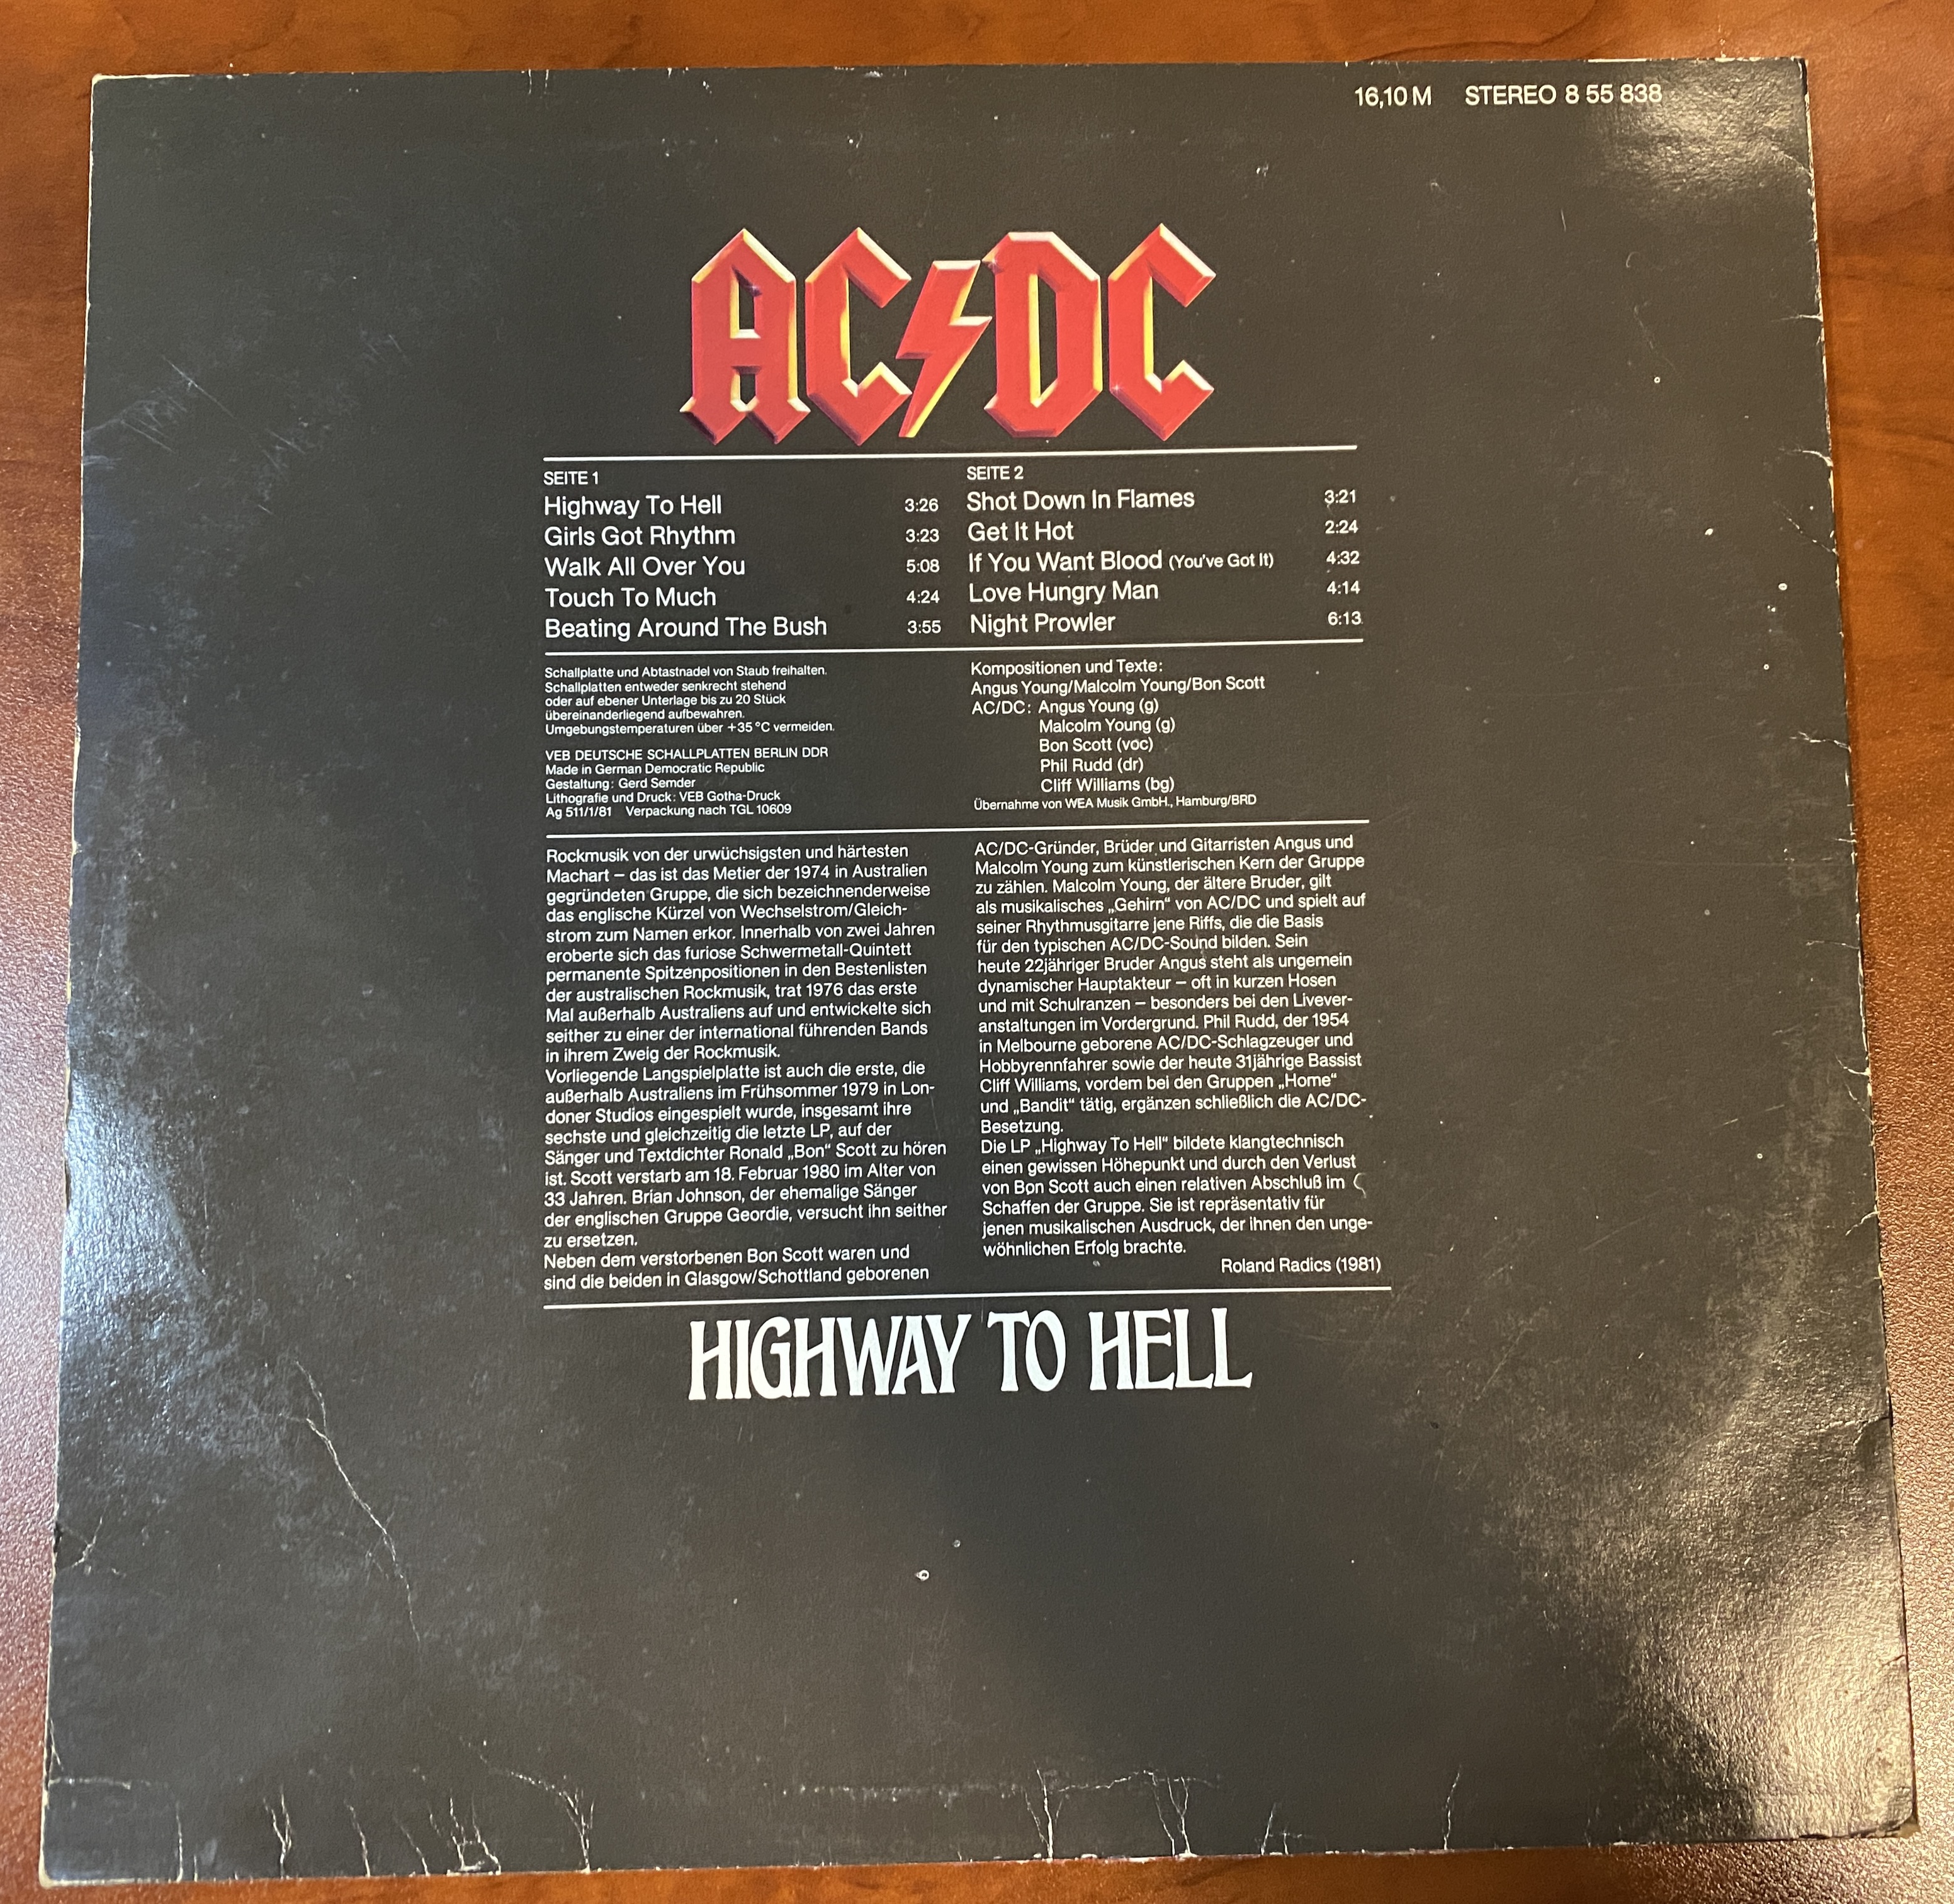 16,10 M STEREO 8 55 838
AC/DC
SEITE 1
Highway To Hell 3:26
Girls Got Rhythm 3:23
Walk All Over You 5:08
Touch To Much 4:24
Beating Around The Bush 3:55
SEITE 2
Shot Down In Flames 3:21
Get It Hot 2:24
If You Want Blood (You've Got It) 4:32
Love Hungry Man 4:14
Night Prowler 6:13
Schallplatte und Abtastnadel von Staub freihalten.
Schallplatten entweder senkrecht stehend
oder auf ebener Unterlage bis zu 20 Stück
übereinanderliegend aufbewahren.
Umgebungstemperaturen über +35 °C vermeiden.
VEB DEUTSCHE SCHALLPLATTEN BERLIN DDR
Made in German Democratic Republic
Gestaltung: Gerd Semder
Lithografie und Druck: VEB Gotha-Druck
Ag 511/1/81 Verpackung nach TGL 10609
Kompositionen und Texte:
Angus Young/Malcolm Young/Bon Scott
AC/DC: Angus Young (g)
Malcolm Young (g)
Bon Scott (voc)
Phil Rudd (dr)
Cliff Williams (bg)
Übernahme von WEA Musik GmbH., Hamburg/BRD
Rockmusik von der urwüchsigsten und härtesten
Machart – das ist das Metier der 1974 in Australien
gegründeten Gruppe, die sich bezeichnenderweise
das englische Kürzel von Wechselstrom/Gleich-
strom zum Namen erkor. Innerhalb von zwei Jahren
eroberte sich das furiose Schwermetall-Quintett
permanente Spitzenpositionen in den Bestenlisten
der australischen Rockmusik, trat 1976 das erste
Mal außerhalb Australiens auf und entwickelte sich
seither zu einer der international führenden Bands
in ihrem Zweig der Rockmusik.
Vorliegende Langspielplatte ist auch die erste, die
außerhalb Australiens im Frühsommer 1979 in Lon-
doner Studios eingespielt wurde, insgesamt ihre
sechste und gleichzeitig die letzte LP, auf der
Sänger und Textdichter Ronald „Bon“ Scott zu hören
ist. Scott verstarb am 18. Februar 1980 im Alter von
33 Jahren. Brian Johnson, der ehemalige Sänger
der englischen Gruppe Geordie, versucht ihn seither
zu ersetzen.
Neben dem verstorbenen Bon Scott waren und
sind die beiden in Glasgow/Schottland geborenen
AC/DC-Gründer, Brüder und Gitarristen Angus und
Malcolm Young zum künstlerischen Kern der Gruppe
zu zählen. Malcolm Young, der ältere Bruder, gilt
als musikalisches „Gehirn“ von AC/DC und spielt auf
seiner Rhythmusgitarre jene Riffs, die die Basis
für den typischen AC/DC-Sound bilden. Sein
heute 22jähriger Bruder Angus steht als ungemein
dynamischer Hauptakteur – oft in kurzen Hosen
und mit Schulranzen – besonders bei den Livever-
anstaltungen im Vordergrund. Phil Rudd, der 1954
in Melbourne geborene AC/DC-Schlagzeuger und
Hobbyrennfahrer sowie der heute 31jährige Bassist
Cliff Williams, vordem bei den Gruppen „Home“
und „Bandit“ tätig, ergänzen schließlich die AC/DC-
Besetzung.
Die LP „Highway To Hell“ bildete klangtechnisch
einen gewissen Höhepunkt und durch den Verlust
von Bon Scott auch einen relativen Abschluß im
Schaffen der Gruppe. Sie ist repräsentativ für
jenen musikalischen Ausdruck, der ihnen den unge-
wöhnlichen Erfolg brachte.
Roland Radics (1981)
HIGHWAY TO HELL